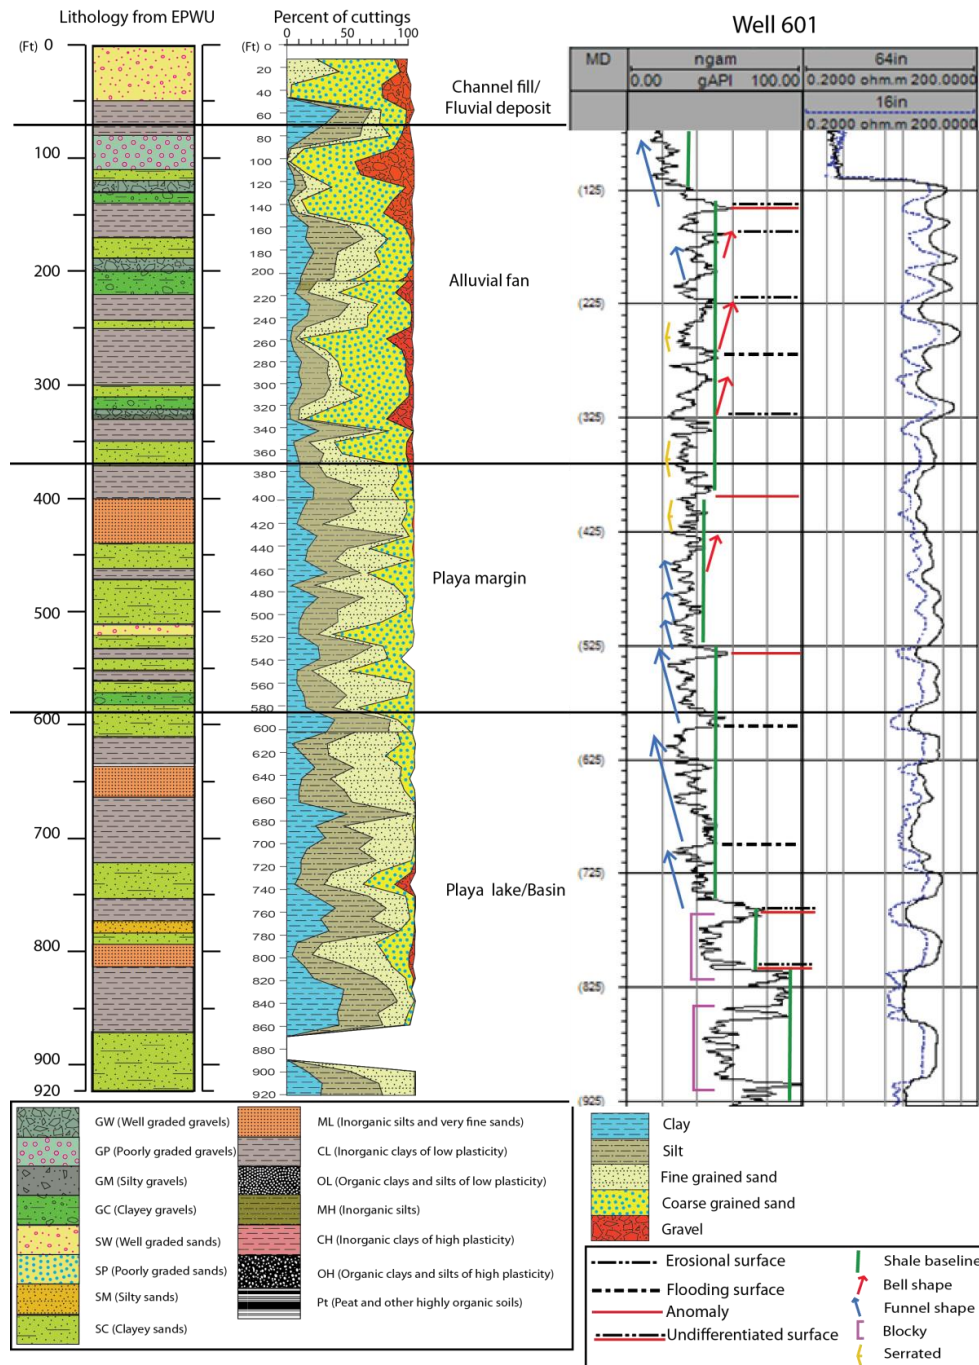 Lithology from EPWU
Percent of cuttings
Well 601
(Ft) 0
100
200
300
400
500
600
700
800
900
920
(Ft) 0
0 50 100
20
40
60
80
100
120
140
160
180
200
220
240
260
280
300
320
340
360
380
400
420
440
460
480
500
520
540
560
580
600
620
640
660
680
700
720
740
760
780
800
820
840
860
880
900
920
Channel fill/
Fluvial deposit
Alluvial fan
Playa margin
Playa lake/Basin
MD
ngam
0.00 gAPI 100.00
64in
0.2000 ohm.m 200.0000
16in
0.2000 ohm.m 200.0000
(125)
(225)
(325)
(425)
(525)
(625)
(725)
(825)
(925)
GW (Well graded gravels)
GP (Poorly graded gravels)
GM (Silty gravels)
GC (Clayey gravels)
SW (Well graded sands)
SP (Poorly graded sands)
SM (Silty sands)
SC (Clayey sands)
ML (Inorganic silts and very fine sands)
CL (Inorganic clays of low plasticity)
OL (Organic clays and silts of low plasticity)
MH (Inorganic silts)
CH (Inorganic clays of high plasticity)
OH (Organic clays and silts of high plasticity)
Pt (Peat and other highly organic soils)
Clay
Silt
Fine grained sand
Coarse grained sand
Gravel
Erosional surface
Flooding surface
Anomaly
Undifferentiated surface
Shale baseline
Bell shape
Funnel shape
Blocky
Serrated